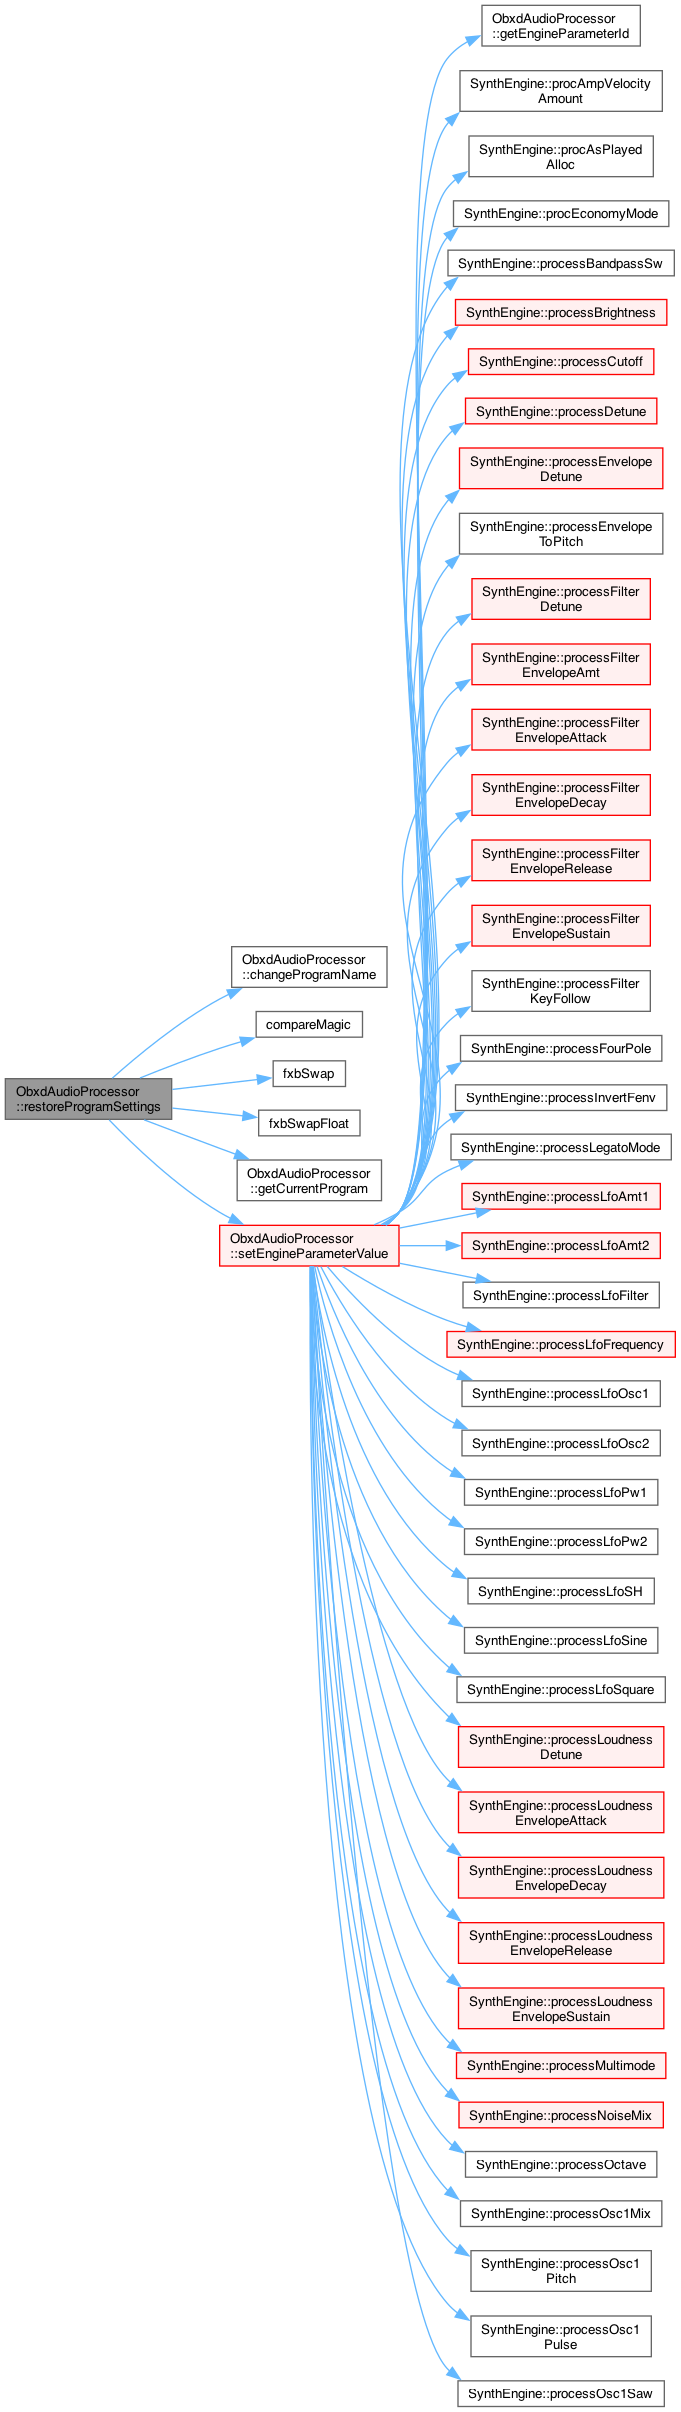 ObxdAudioProcessor
::restoreProgramSettings
ObxdAudioProcessor
::changeProgramName
compareMagic
fxbSwap
fxbSwapFloat
ObxdAudioProcessor
::getCurrentProgram
ObxdAudioProcessor
::setEngineParameterValue
ObxdAudioProcessor
::getEngineParameterId
SynthEngine::procAmpVelocity
Amount
SynthEngine::procAsPlayed
Alloc
SynthEngine::procEconomyMode
SynthEngine::processBandpassSw
SynthEngine::processBrightness
SynthEngine::processCutoff
SynthEngine::processDetune
SynthEngine::processEnvelope
Detune
SynthEngine::processEnvelope
ToPitch
SynthEngine::processFilter
Detune
SynthEngine::processFilter
EnvelopeAmt
SynthEngine::processFilter
EnvelopeAttack
SynthEngine::processFilter
EnvelopeDecay
SynthEngine::processFilter
EnvelopeRelease
SynthEngine::processFilter
EnvelopeSustain
SynthEngine::processFilter
KeyFollow
SynthEngine::processFourPole
SynthEngine::processInvertFenv
SynthEngine::processLegatoMode
SynthEngine::processLfoAmt1
SynthEngine::processLfoAmt2
SynthEngine::processLfoFilter
SynthEngine::processLfoFrequency
SynthEngine::processLfoOsc1
SynthEngine::processLfoOsc2
SynthEngine::processLfoPw1
SynthEngine::processLfoPw2
SynthEngine::processLfoSH
SynthEngine::processLfoSine
SynthEngine::processLfoSquare
SynthEngine::processLoudness
Detune
SynthEngine::processLoudness
EnvelopeAttack
SynthEngine::processLoudness
EnvelopeDecay
SynthEngine::processLoudness
EnvelopeRelease
SynthEngine::processLoudness
EnvelopeSustain
SynthEngine::processMultimode
SynthEngine::processNoiseMix
SynthEngine::processOctave
SynthEngine::processOsc1Mix
SynthEngine::processOsc1
Pitch
SynthEngine::processOsc1
Pulse
SynthEngine::processOsc1Saw